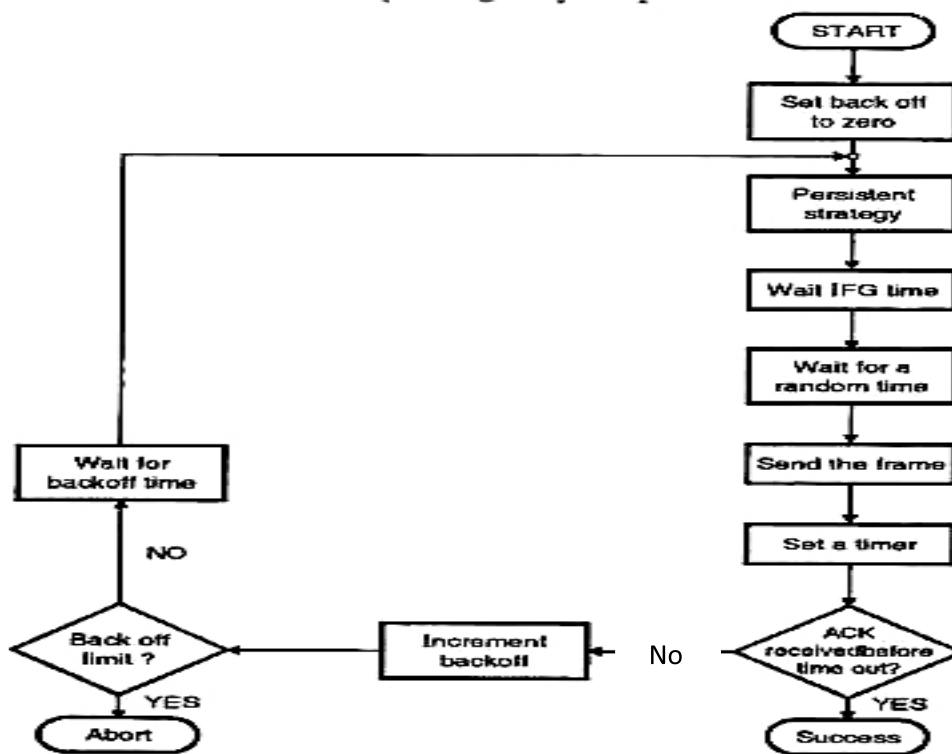 START
Set back off
to zero
Persistent
strategy
Wait IFG time
Wait for a
random time
Send the frame
Set a timer
ACK
received before
time out?
YES
Success
No
Increment
backoff
Back off
limit ?
YES
Abort
NO
Wait for
backoff time